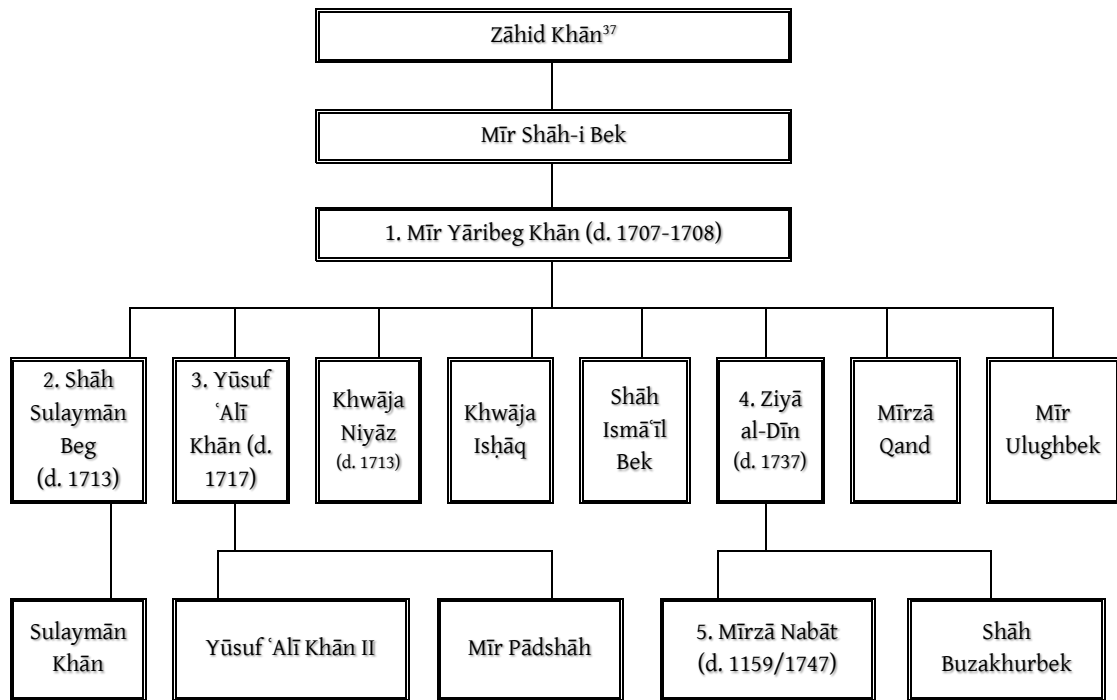 Zāhid Khān³⁷
Mīr Shāh-i Bek
1. Mīr Yāribeg Khān (d. 1707-1708)
2. Shāh
Sulaymān
Beg
(d. 1713)
3. Yūsuf
ʿAlī
Khān (d.
1717)
Khwāja
Niyāz
(d. 1713)
Khwāja
Isḥāq
Shāh
Ismāʿīl
Bek
4. Ziyā
al-Dīn
(d. 1737)
Mīrzā
Qand
Mīr
Ulughbek
Sulaymān
Khān
Yūsuf ʿAlī Khān II
Mīr Pādshāh
5. Mīrzā Nabāt
(d. 1159/1747)
Shāh
Buzakhurbek